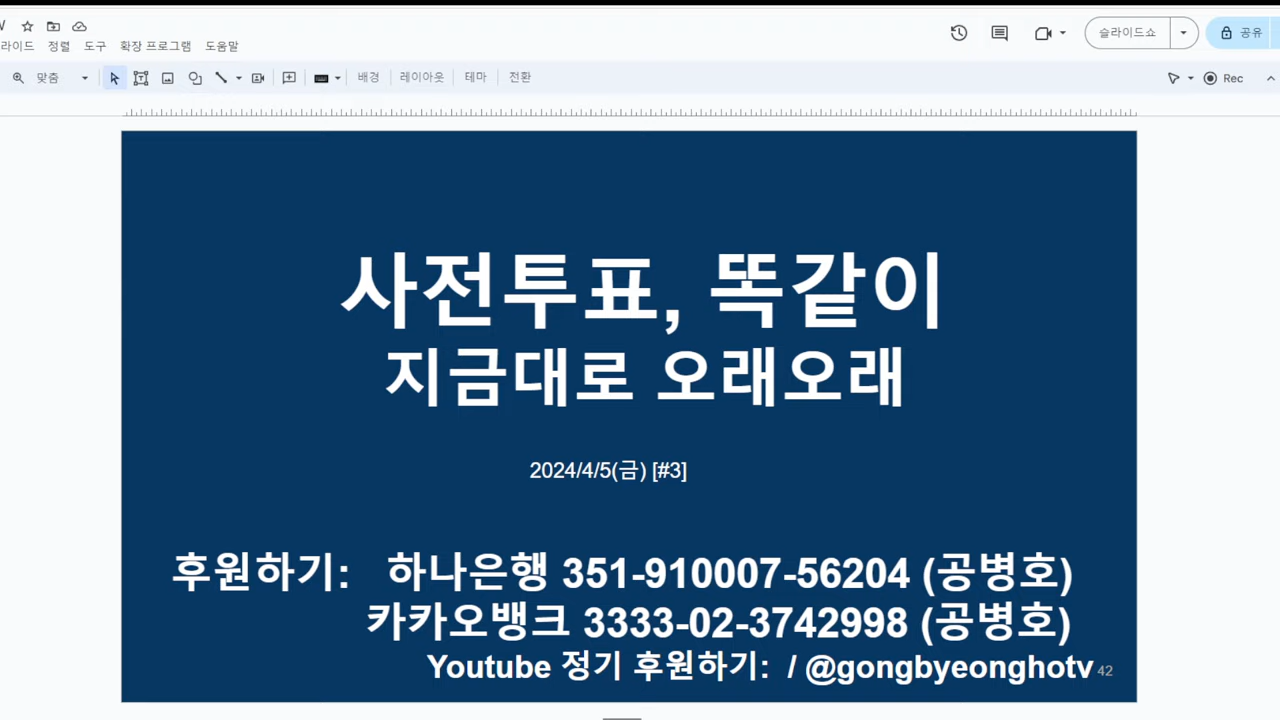 라이드 정렬 도구 확장 프로그램 도움말
슬라이드쇼
공유
맞춤
배경 레이아웃 테마 전환
Rec
사전투표, 똑같이
지금대로 오래오래
2024/4/5(금) [#3]
후원하기: 하나은행 351-910007-56204 (공병호)
카카오뱅크 3333-02-3742998 (공병호)
Youtube 정기 후원하기: / @gongbyeonghotv
42